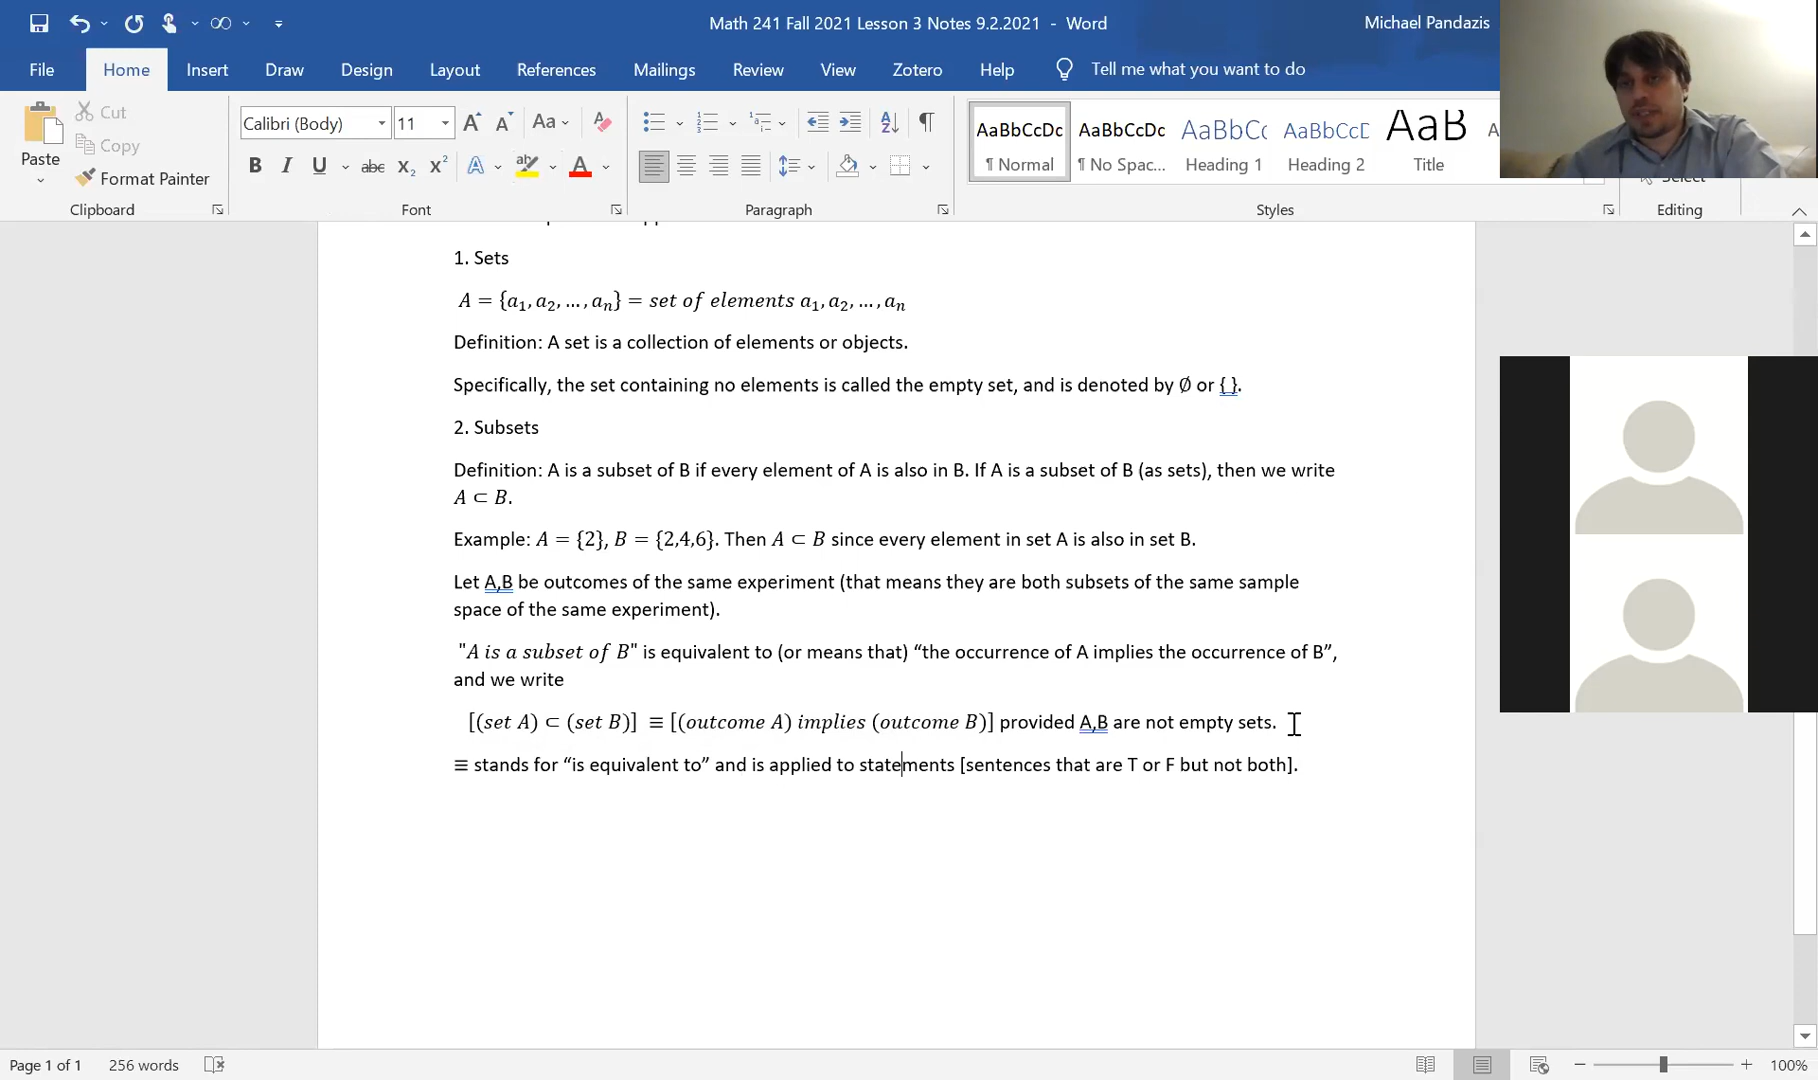 Math 241 Fall 2021 Lesson 3 Notes 9.2.2021 - Word
Michael Pandazis
File Home Insert Draw Design Layout References Mailings Review View Zotero Help Tell me what you want to do
Paste
Cut
Copy
Format Painter
Clipboard
Calibri (Body) 11
Font
Paragraph
AaBbCcDc AaBbCcDc AaBbCc AaBbCcD AaB
¶ Normal ¶ No Spac... Heading 1 Heading 2 Title
Styles
Select
Editing
1. Sets
A = {a₁, a₂, … , aₙ} = set of elements a₁, a₂, … , aₙ
Definition: A set is a collection of elements or objects.
Specifically, the set containing no elements is called the empty set, and is denoted by ∅ or { }.
2. Subsets
Definition: A is a subset of B if every element of A is also in B. If A is a subset of B (as sets), then we write
A ⊂ B.
Example: A = {2}, B = {2,4,6}. Then A ⊂ B since every element in set A is also in set B.
Let A,B be outcomes of the same experiment (that means they are both subsets of the same sample
space of the same experiment).
"A is a subset of B" is equivalent to (or means that) “the occurrence of A implies the occurrence of B”,
and we write
[(set A) ⊂ (set B)] ≡ [(outcome A) implies (outcome B)] provided A,B are not empty sets.
≡ stands for “is equivalent to” and is applied to statements [sentences that are T or F but not both].
Page 1 of 1 256 words
100%